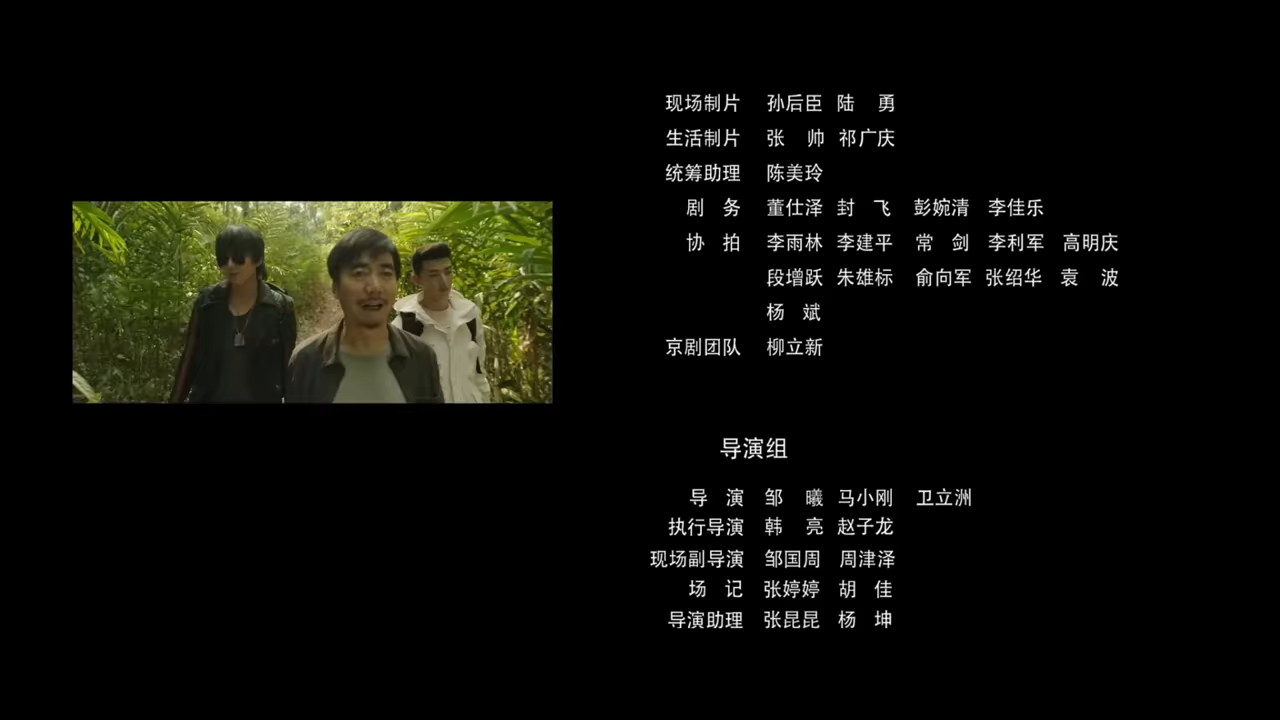 现场制片 孙后臣 陆 勇
生活制片 张 帅 祁广庆
统筹助理 陈美玲
剧 务 董仕泽 封 飞 彭婉清 李佳乐
协 拍 李雨林 李建平 常 剑 李利军 高明庆
段增跃 朱雄标 俞向军 张绍华 袁 波
杨 斌
京剧团队 柳立新
导演组
导 演 邹 曦 马小刚 卫立洲
执行导演 韩 亮 赵子龙
现场副导演 邹国周 周津泽
场 记 张婷婷 胡 佳
导演助理 张昆昆 杨 坤